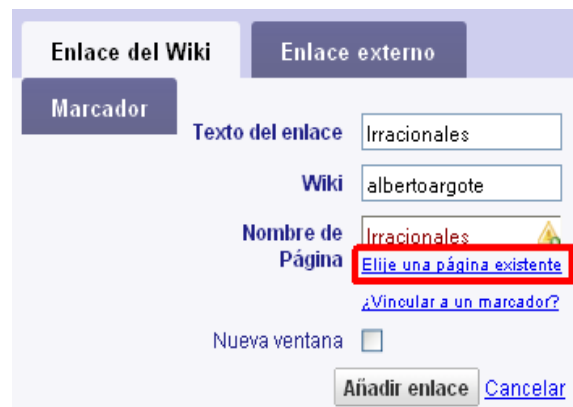 Enlace del Wiki
Enlace externo
Marcador
Texto del enlace Irracionales
Wiki albertoargote
Nombre de Irracionales
Página Elije una página existente
¿Vincular a un marcador?
Nueva ventana
Añadir enlace Cancelar